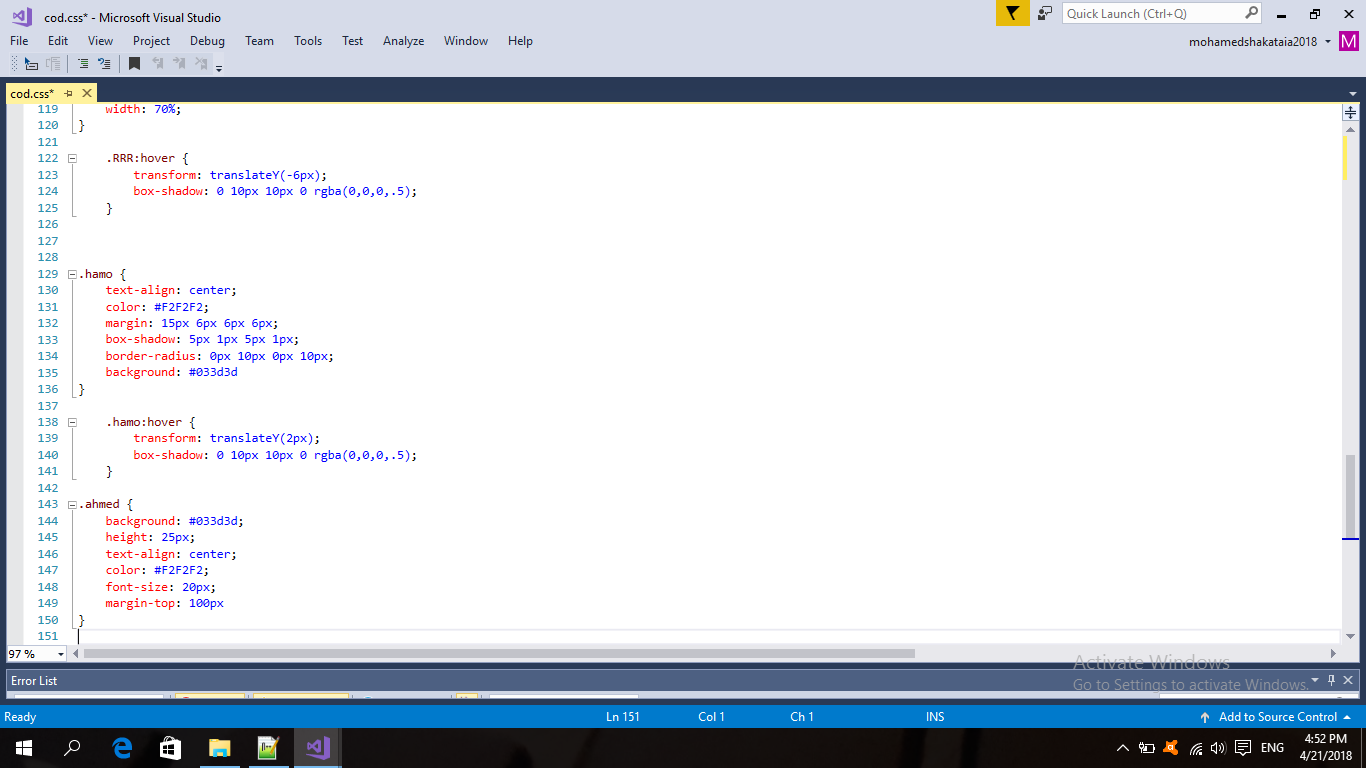 cod.css* - Microsoft Visual Studio
Quick Launch (Ctrl+Q)
File Edit View Project Debug Team Tools Test Analyze Window Help
mohamedshakataia2018 M
cod.css*
119 width: 70%;
120 }
121
122 .RRR:hover {
123 transform: translateY(-6px);
124 box-shadow: 0 10px 10px 0 rgba(0,0,0,.5);
125 }
126
127
128
129 .hamo {
130 text-align: center;
131 color: #F2F2F2;
132 margin: 15px 6px 6px 6px;
133 box-shadow: 5px 1px 5px 1px;
134 border-radius: 0px 10px 0px 10px;
135 background: #033d3d
136 }
137
138 .hamo:hover {
139 transform: translateY(2px);
140 box-shadow: 0 10px 10px 0 rgba(0,0,0,.5);
141 }
142
143 .ahmed {
144 background: #033d3d;
145 height: 25px;
146 text-align: center;
147 color: #F2F2F2;
148 font-size: 20px;
149 margin-top: 100px
150 }
151
97 %
Activate Windows
Go to Settings to activate Windows.
Error List
Ready Ln 151 Col 1 Ch 1 INS Add to Source Control
ENG 4:52 PM
4/21/2018